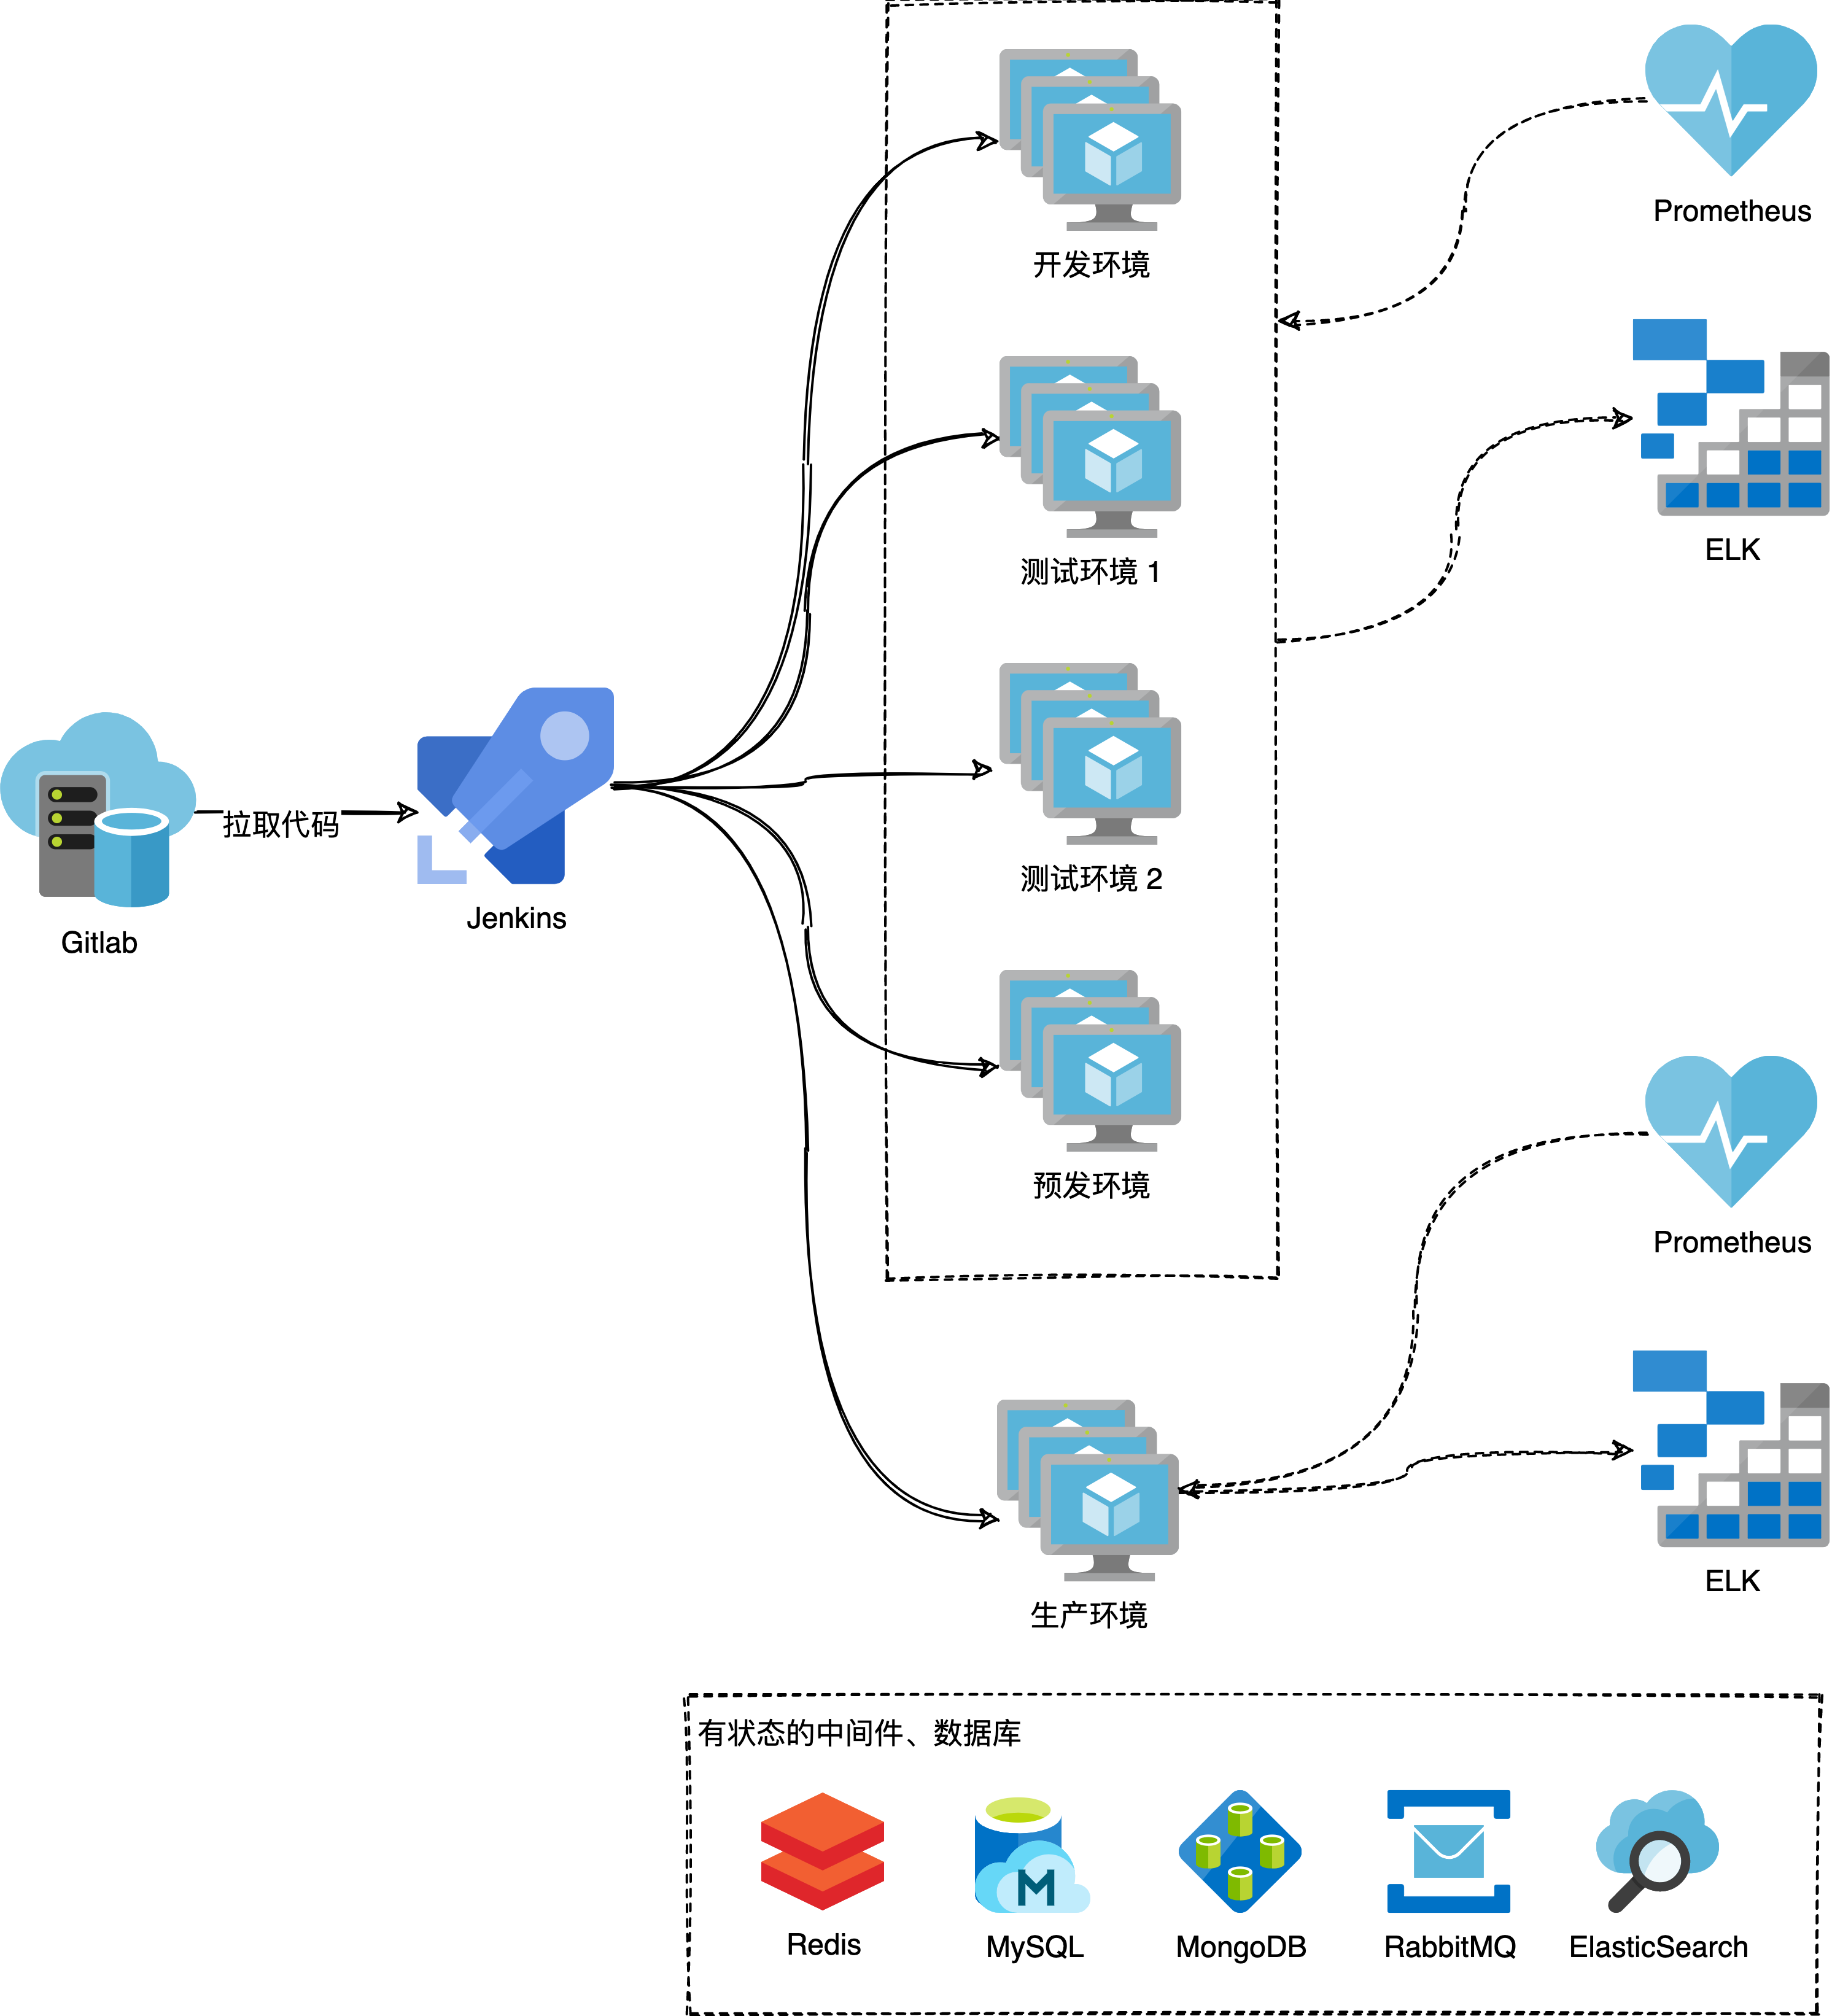 开发环境
Prometheus
测试环境 1
ELK
测试环境 2
拉取代码
Jenkins
Gitlab
预发环境
Prometheus
生产环境
ELK
有状态的中间件、数据库
Redis
MySQL
MongoDB
RabbitMQ
ElasticSearch